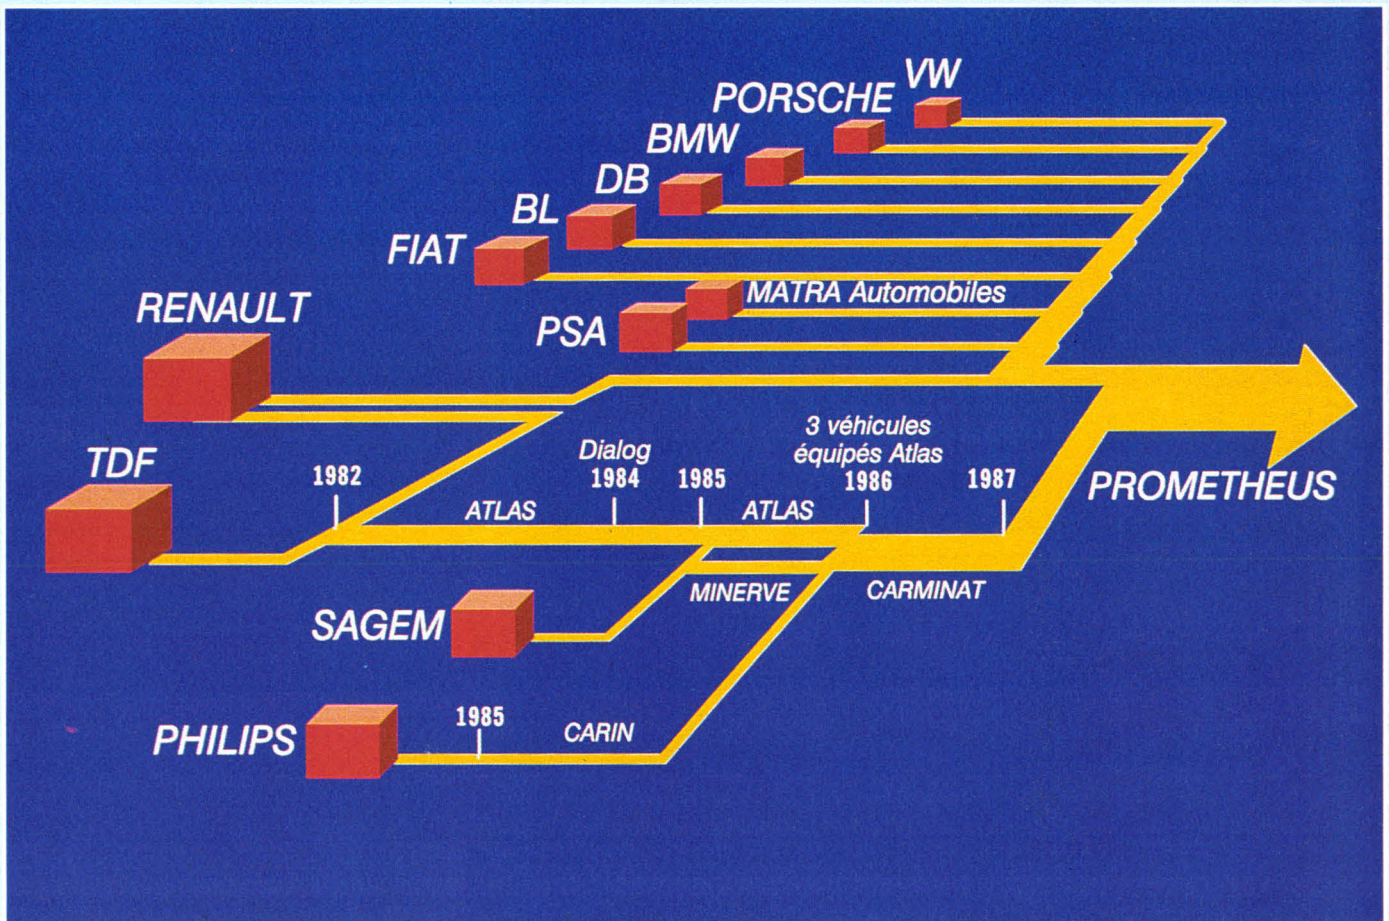 VW
PORSCHE
BMW
DB
BL
FIAT
MATRA Automobiles
RENAULT
PSA
3 véhicules
équipés Atlas
Dialog
TDF
1982
1984
1985
1986
1987
PROMETHEUS
ATLAS
ATLAS
MINERVE
CARMINAT
SAGEM
1985
CARIN
PHILIPS